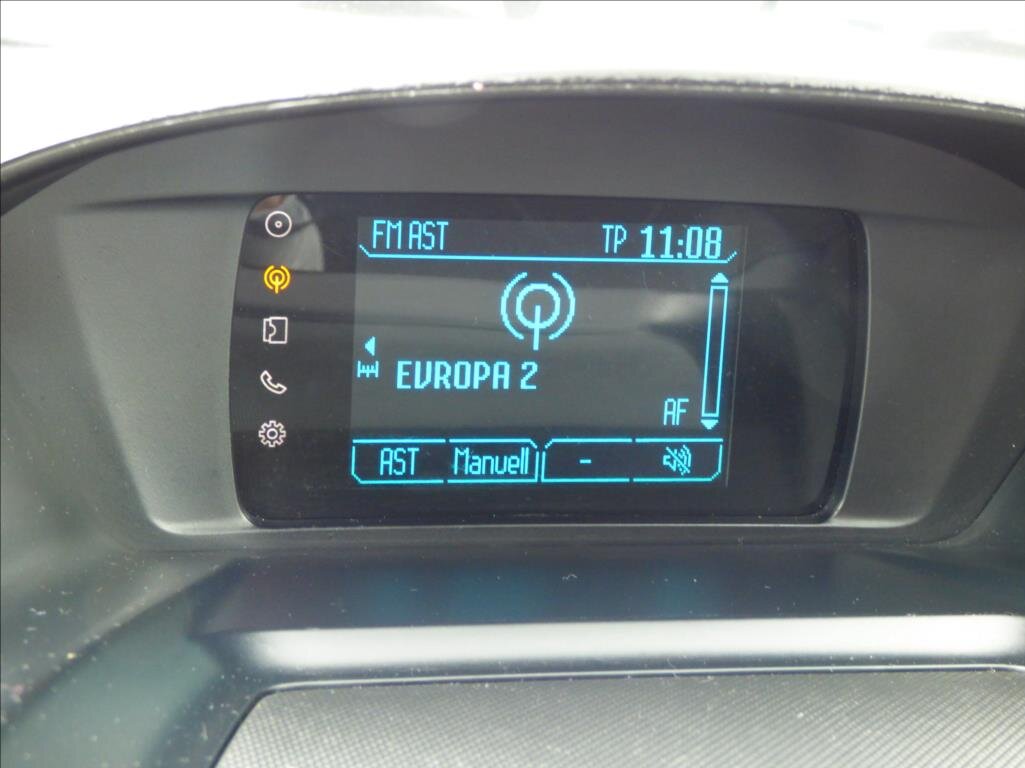 FM AST TP 11:08
EVROPA 2
AF
AST Manuell -